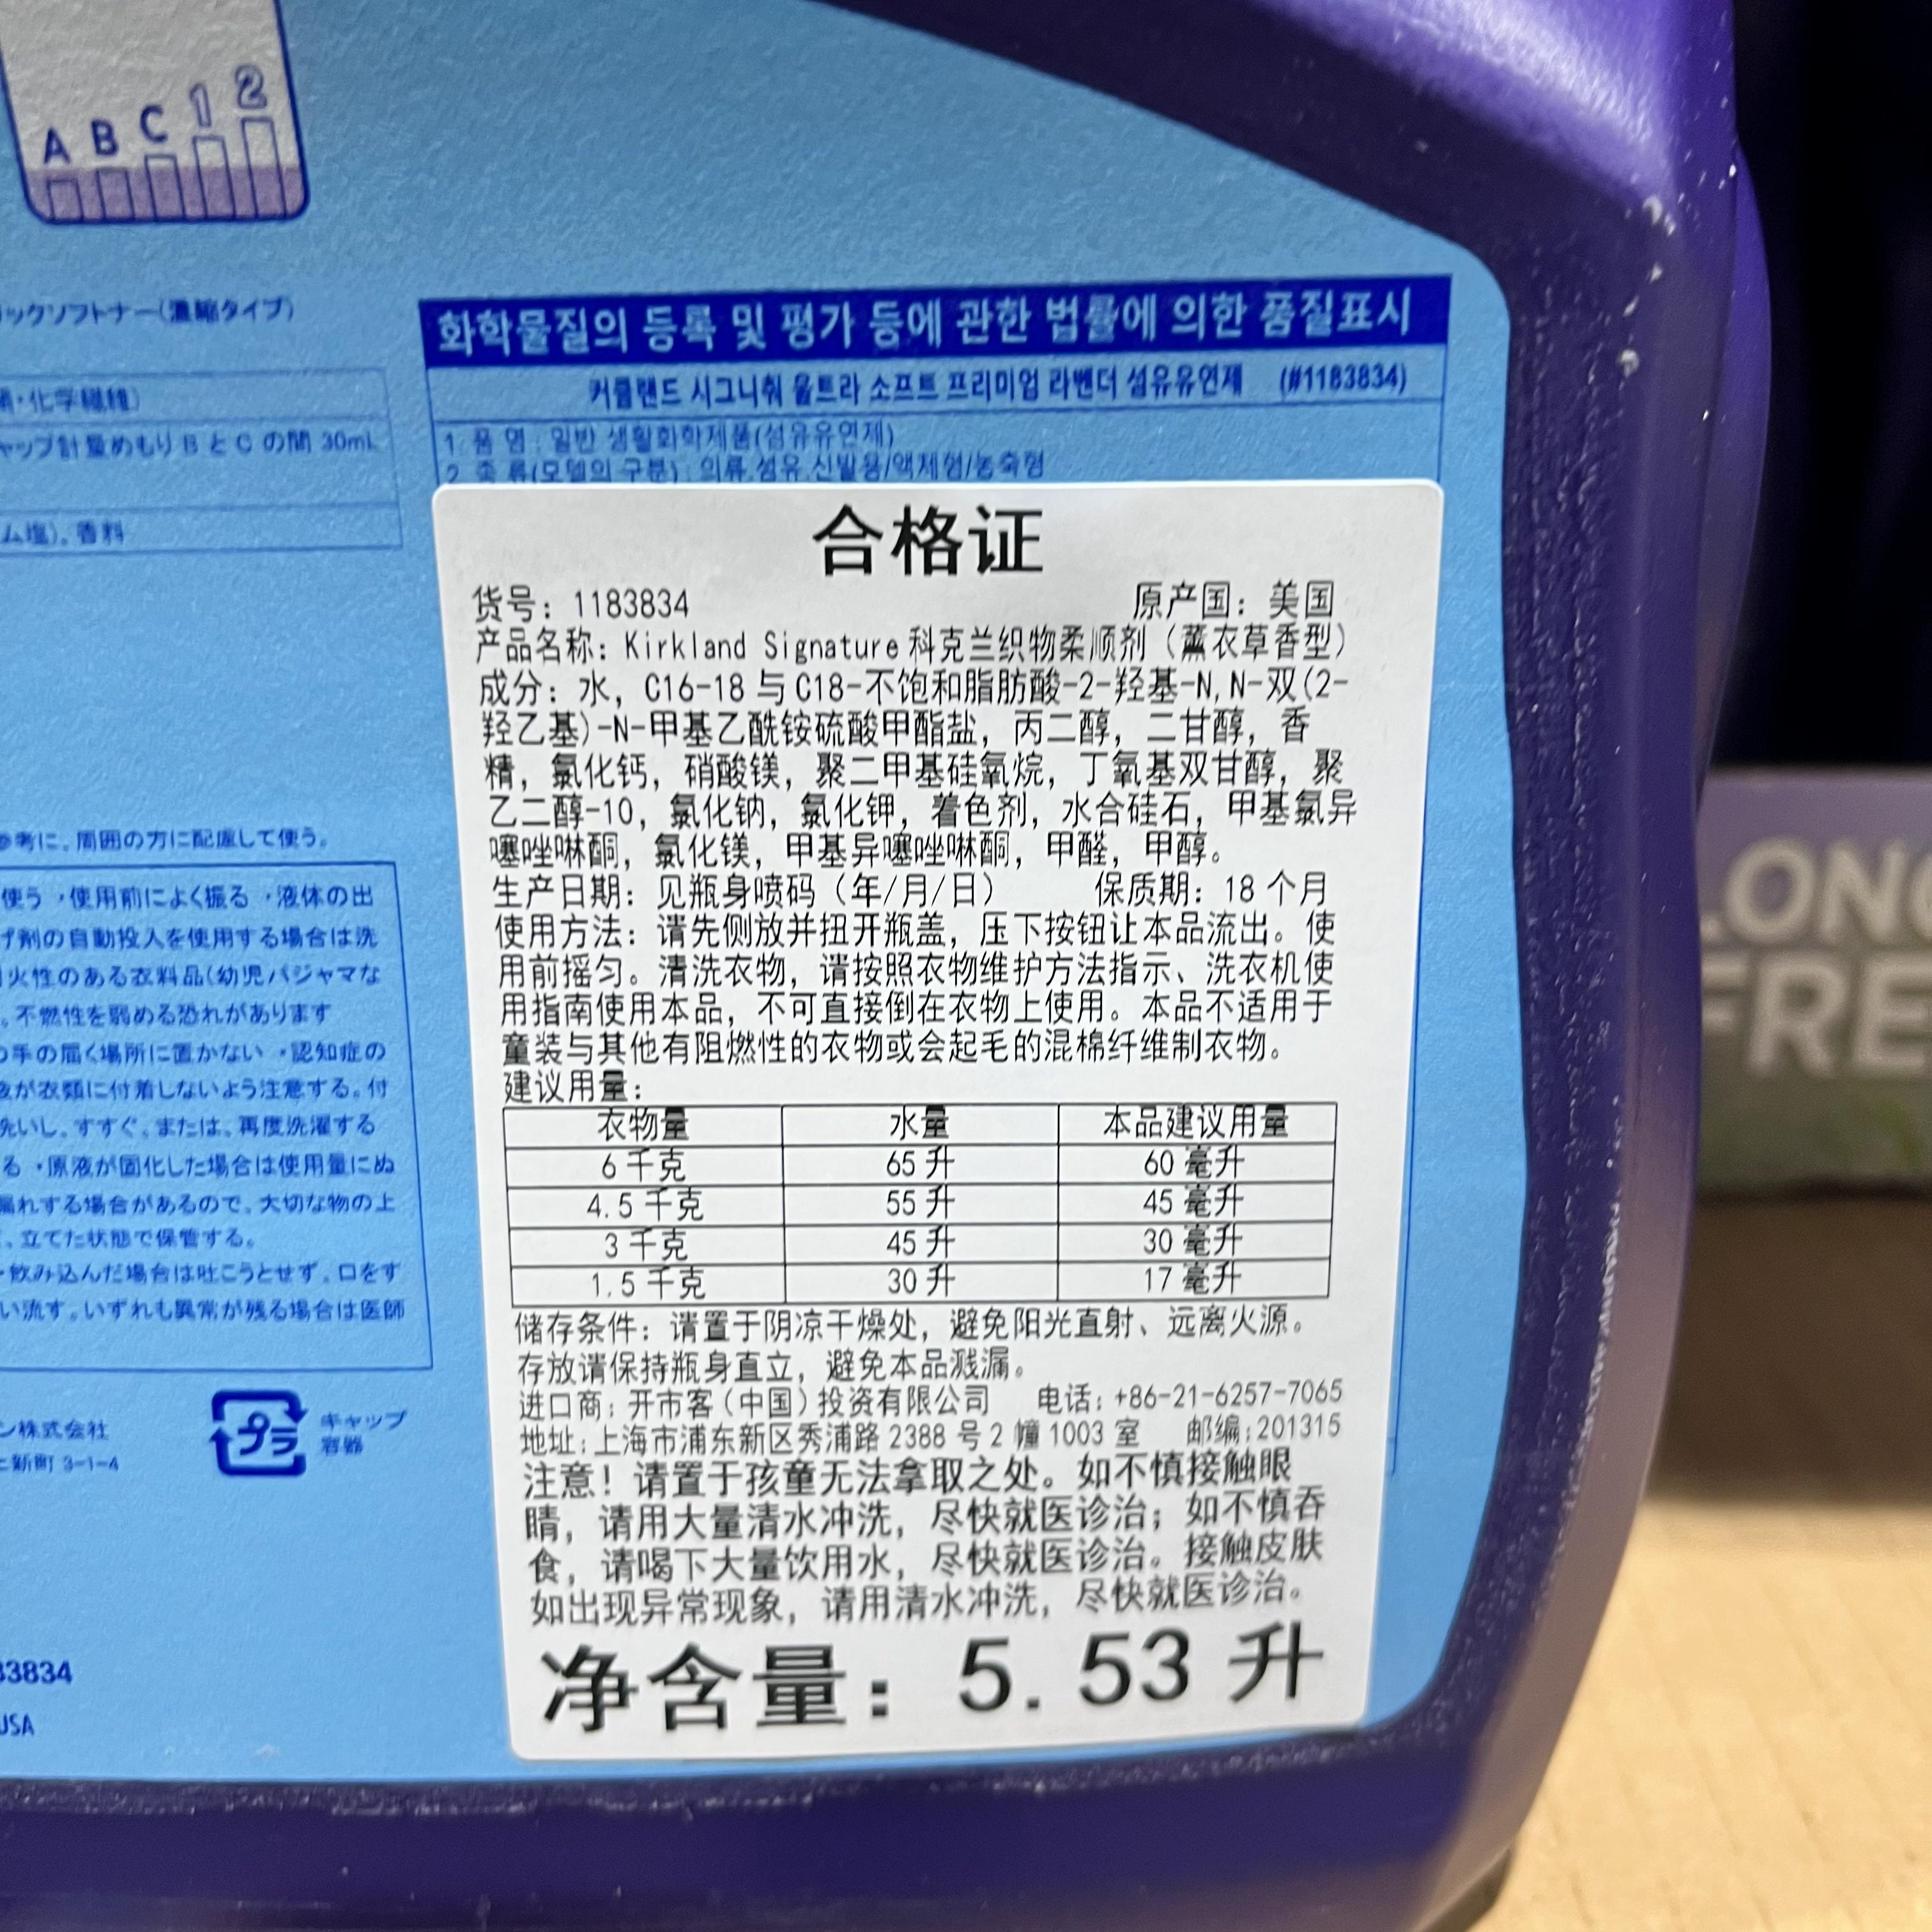 A B C 1 2
ックソフトナー(濃縮タイプ)
・化学繊維)
ャップ計量めもり B と C の間 30mL
ム塩)、香料
参考に、周囲の方に配慮して使う。
使う ・使用前によく振る ・液体の出
げ剤の自動投入を使用する場合は洗
火性のある衣料品(幼児パジャマな
。不燃性を弱める恐れがあります
の手の届く場所に置かない ・認知症の
液が衣類に付着しないよう注意する。付
洗いし、すすぐ、または、再度洗濯する
る ・原液が固化した場合は使用量にぬ
漏れする場合があるので、大切な物の上
、立てた状態で保管する。
・飲み込んだ場合は吐こうとせず、口をす
い流す。いずれも異常が残る場合は医師
ン株式会社
上新町 3-1-4
プラ
キャップ
容器
33834
USA
화학물질의 등록 및 평가 등에 관한 법률에 의한 품질표시
커클랜드 시그니춰 울트라 소프트 프리미엄 라벤더 섬유유연제 (#1183834)
1. 품 명 : 일반 생활화학제품(섬유유연제)
2. 종 류(모델의 구분) : 의류,섬유,신발용/액체형/농축형
合格证
货号：1183834 原产国：美国
产品名称：Kirkland Signature 科克兰织物柔顺剂（薰衣草香型）
成分：水，C16-18 与 C18-不饱和脂肪酸-2-羟基-N,N-双(2-
羟乙基)-N-甲基乙酰铵硫酸甲酯盐，丙二醇，二甘醇，香
精，氯化钙，硝酸镁，聚二甲基硅氧烷，丁氧基双甘醇，聚
乙二醇-10，氯化钠，氯化钾，着色剂，水合硅石，甲基氯异
噻唑啉酮，氯化镁，甲基异噻唑啉酮，甲醛，甲醇。
生产日期：见瓶身喷码（年/月/日） 保质期：18 个月
使用方法：请先侧放并扭开瓶盖，压下按钮让本品流出。使
用前摇匀。清洗衣物，请按照衣物维护方法指示、洗衣机使
用指南使用本品，不可直接倒在衣物上使用。本品不适用于
童装与其他有阻燃性的衣物或会起毛的混棉纤维制衣物。
建议用量：
衣物量 水量 本品建议用量
6 千克 65 升 60 毫升
4.5 千克 55 升 45 毫升
3 千克 45 升 30 毫升
1.5 千克 30 升 17 毫升
储存条件：请置于阴凉干燥处，避免阳光直射、远离火源。
存放请保持瓶身直立，避免本品溅漏。
进口商：开市客（中国）投资有限公司 电话：+86-21-6257-7065
地址：上海市浦东新区秀浦路 2388 号 2 幢 1003 室 邮编：201315
注意！请置于孩童无法拿取之处。如不慎接触眼
睛，请用大量清水冲洗，尽快就医诊治；如不慎吞
食，请喝下大量饮用水，尽快就医诊治。接触皮肤
如出现异常现象，请用清水冲洗，尽快就医诊治。
净含量：5.53 升
LONG
FRE